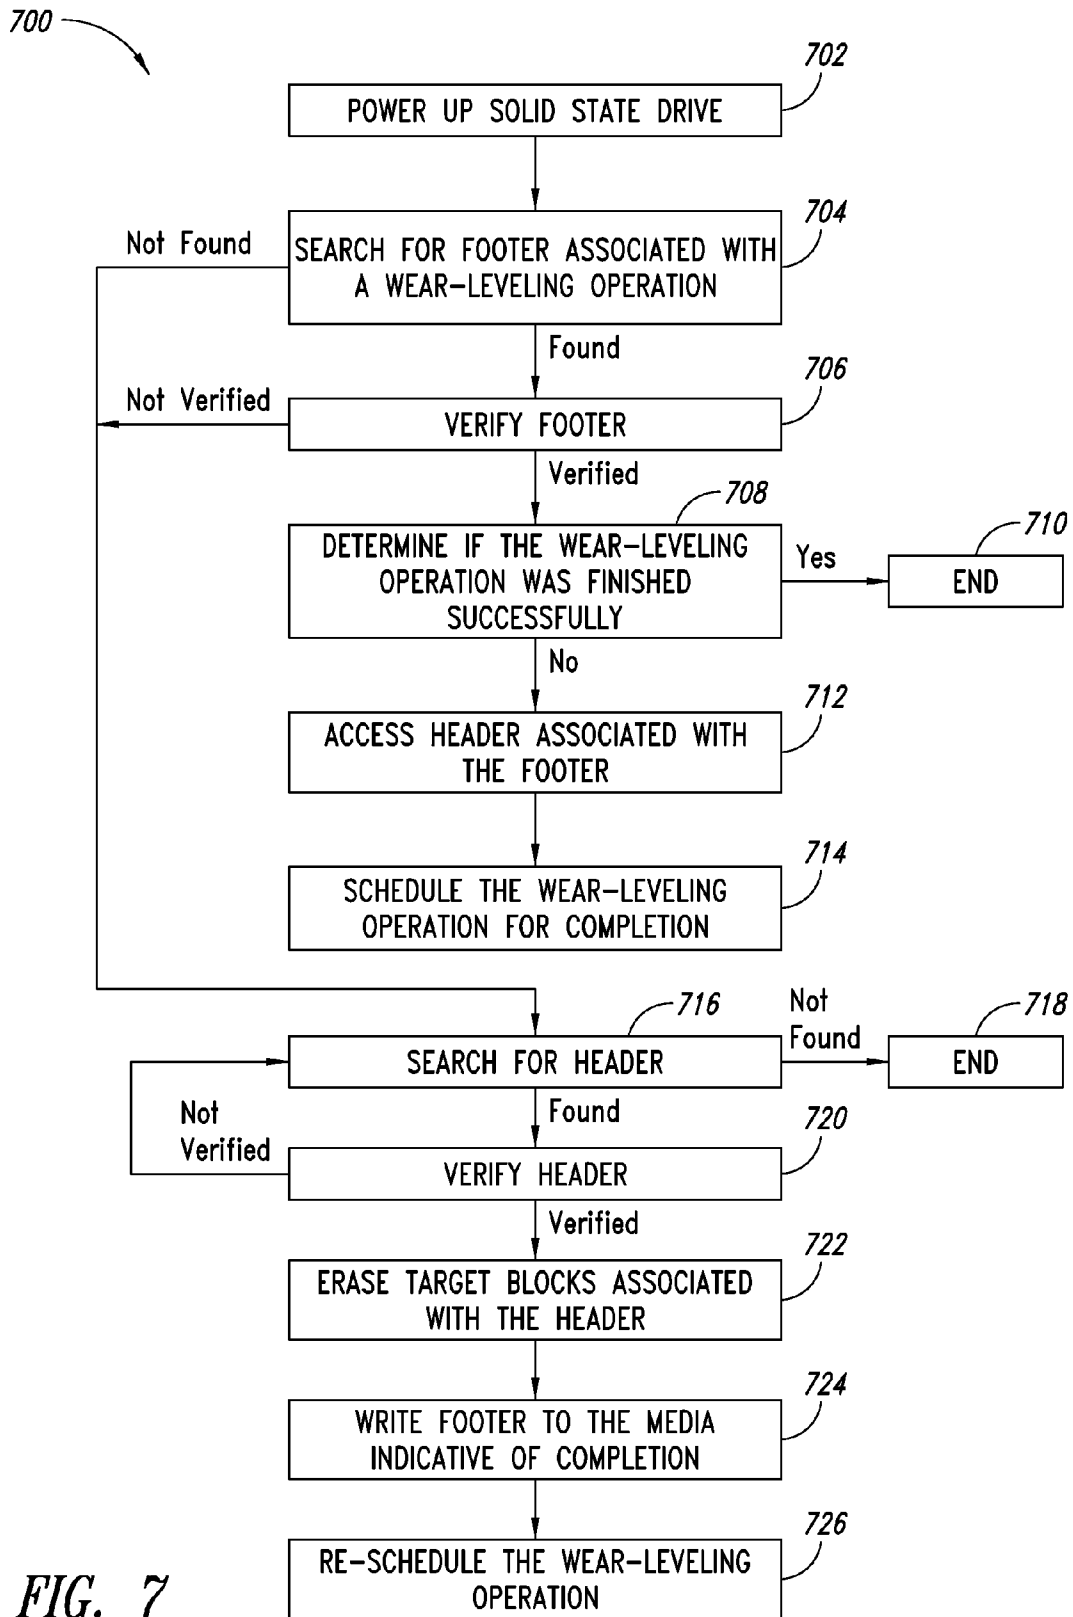 700
702
POWER UP SOLID STATE DRIVE
704
Not Found
SEARCH FOR FOOTER ASSOCIATED WITH
A WEAR-LEVELING OPERATION
Found
706
Not Verified
VERIFY FOOTER
Verified
708
DETERMINE IF THE WEAR-LEVELING
OPERATION WAS FINISHED
SUCCESSFULLY
Yes
710
END
No
712
ACCESS HEADER ASSOCIATED WITH
THE FOOTER
714
SCHEDULE THE WEAR-LEVELING
OPERATION FOR COMPLETION
716
SEARCH FOR HEADER
Not
Found
718
END
Found
Not
Verified
720
VERIFY HEADER
Verified
722
ERASE TARGET BLOCKS ASSOCIATED
WITH THE HEADER
724
WRITE FOOTER TO THE MEDIA
INDICATIVE OF COMPLETION
726
RE-SCHEDULE THE WEAR-LEVELING
OPERATION
FIG. 7